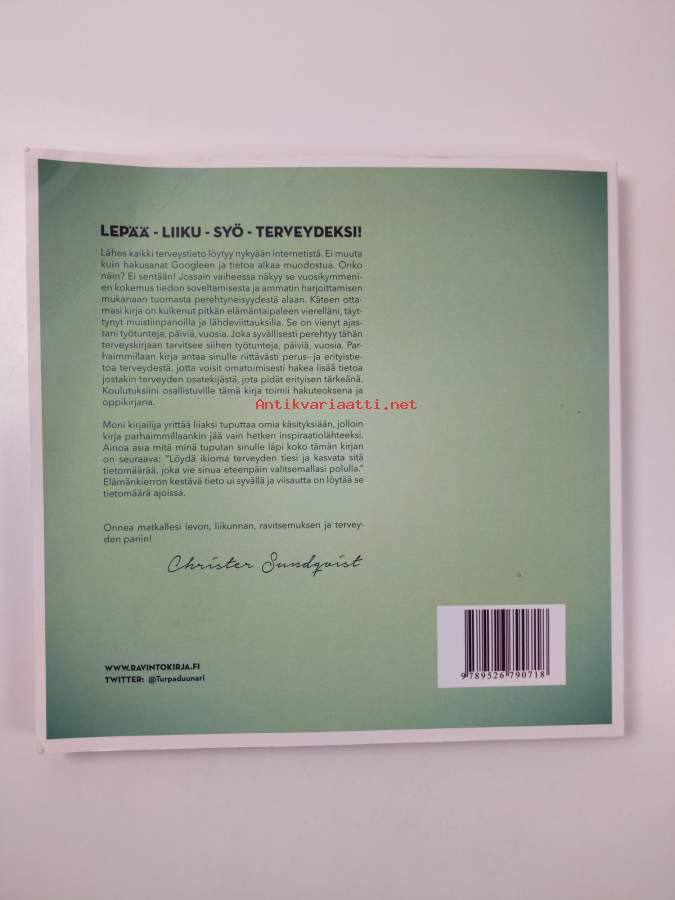 LEPÄÄ - LIIKU - SYÖ - TERVEYDEKSI!
Lähes kaikki terveystieto löytyy nykyään internetistä. Ei muuta
kuin hakusanat Googleen ja tietoa alkaa muodostua. Onko
näin? Ei sentään! Jossain vaiheessa näkyy se vuosikymmeni-
en kokemus tiedon soveltamisesta ja ammatin harjoittamisen
mukanaan tuomasta perehtyneisyydestä alaan. Käteen otta-
masi kirja on kulkenut pitkän elämäntaipaleen vierelläni, täyt-
tynyt muistiinpanoilla ja lähdeviittauksilla. Se on vienyt ajas-
tani työtunteja, päiviä, vuosia. Joka syvällisesti perehtyy tähän
terveyskirjaan tarvitsee siihen työtunteja, päiviä, vuosia. Par-
haimmillaan kirja antaa sinulle riittävästi perus- ja erityistie-
toa terveydestä, jotta voisit omatoimisesti hakea lisää tietoa
jostakin terveyden osatekijästä, jota pidät erityisen tärkeänä.
Koulutuksiini osallistuville tämä kirja toimii hakuteoksena ja
oppikirjana.
Antikvariaatti.net
Moni kirjailija yrittää liiaksi tuputtaa omia käsityksiään, jolloin
kirja parhaimmillaankin jää vain hetken inspiraatiolähteeksi.
Ainoa asia mitä minä tuputan sinulle läpi koko tämän kirjan
on seuraava: "Löydä ikioma terveyden tiesi ja kasvata sitä
tietomäärää, joka vie sinua eteenpäin valitsemallasi polulla."
Elämänkierron kestävä tieto ui syvällä ja viisautta on löytää se
tietomäärä ajoissa.
Onnea matkallesi levon, liikunnan, ravitsemuksen ja tervey-
den pariin!
Christer Sundqvist
WWW.RAVINTOKIRJA.FI
TWITTER: @Turpaduunari
9 789526 790718